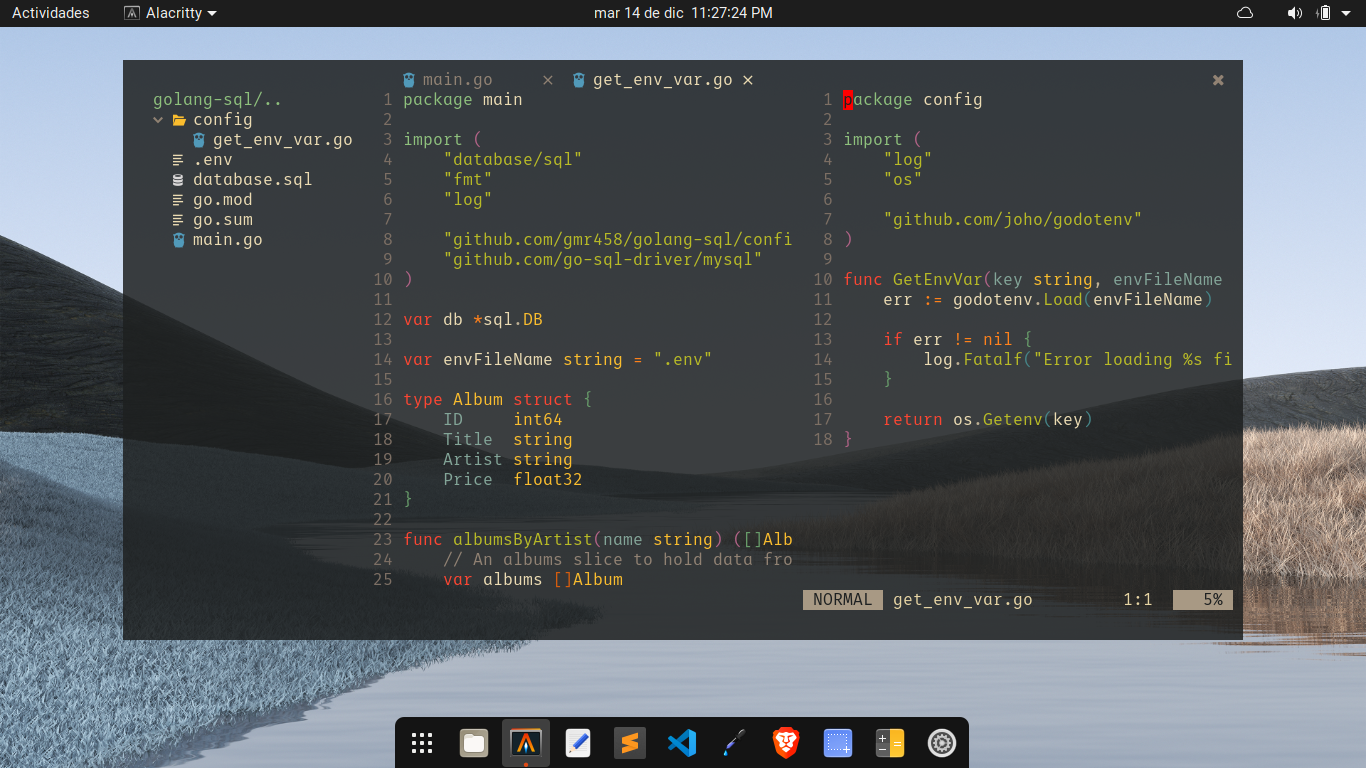 Actividades
Alacritty
mar 14 de dic 11:27:24 PM
main.go
get_env_var.go
golang-sql/..
config
get_env_var.go
.env
database.sql
go.mod
go.sum
main.go
1 package main
2
3 import (
4 "database/sql"
5 "fmt"
6 "log"
7
8 "github.com/gmr458/golang-sql/confi
9 "github.com/go-sql-driver/mysql"
10 )
11
12 var db *sql.DB
13
14 var envFileName string = ".env"
15
16 type Album struct {
17 ID int64
18 Title string
19 Artist string
20 Price float32
21 }
22
23 func albumsByArtist(name string) ([]Alb
24 // An albums slice to hold data fro
25 var albums []Album
1 package config
2
3 import (
4 "log"
5 "os"
6
7 "github.com/joho/godotenv"
8 )
9
10 func GetEnvVar(key string, envFileName
11 err := godotenv.Load(envFileName)
12
13 if err != nil {
14 log.Fatalf("Error loading %s fi
15 }
16
17 return os.Getenv(key)
18 }
NORMAL get_env_var.go 1:1 5%